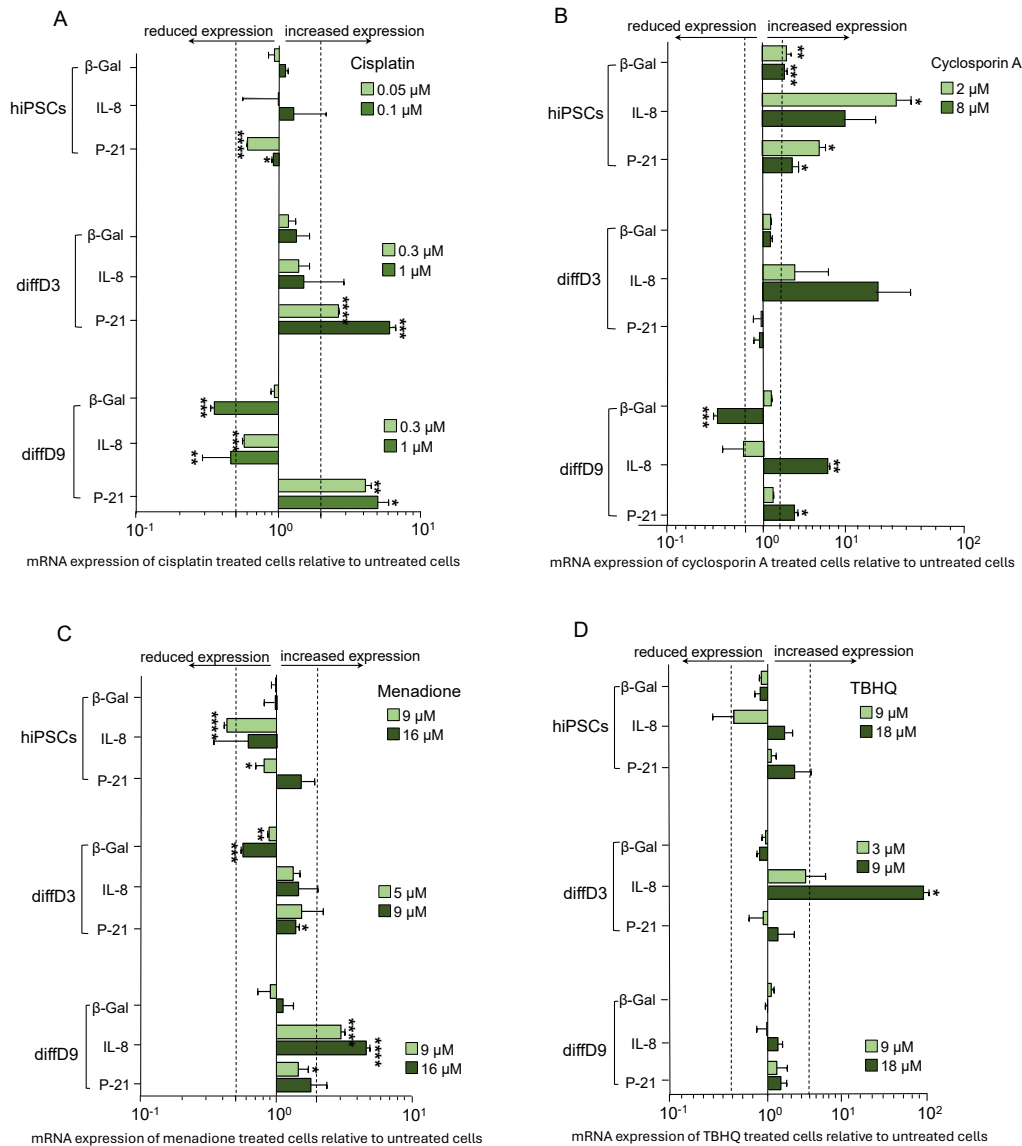 A
reduced expression increased expression
Cisplatin
0.05 µM
0.1 µM
hiPSCs
β-Gal
IL-8
P-21
****
*
diffD3
β-Gal
IL-8
P-21
0.3 µM
1 µM
****
***
diffD9
β-Gal
IL-8
P-21
0.3 µM
1 µM
***
***
**
**
*
10-1 100 101
mRNA expression of cisplatin treated cells relative to untreated cells
B
reduced expression increased expression
Cyclosporin A
2 µM
8 µM
hiPSCs
β-Gal
IL-8
P-21
**
***
*
*
*
diffD3
β-Gal
IL-8
P-21
diffD9
β-Gal
IL-8
P-21
***
**
*
10-1 100 101 102
mRNA expression of cyclosporin A treated cells relative to untreated cells
C
reduced expression increased expression
Menadione
9 µM
16 µM
hiPSCs
β-Gal
IL-8
P-21
****
*
diffD3
β-Gal
IL-8
P-21
5 µM
9 µM
**
***
*
diffD9
β-Gal
IL-8
P-21
9 µM
16 µM
****
****
*
10-1 100 101
mRNA expression of menadione treated cells relative to untreated cells
D
reduced expression increased expression
TBHQ
9 µM
18 µM
hiPSCs
β-Gal
IL-8
P-21
diffD3
β-Gal
IL-8
P-21
3 µM
9 µM
*
diffD9
β-Gal
IL-8
P-21
9 µM
18 µM
10-1 100 101 102
mRNA expression of TBHQ treated cells relative to untreated cells